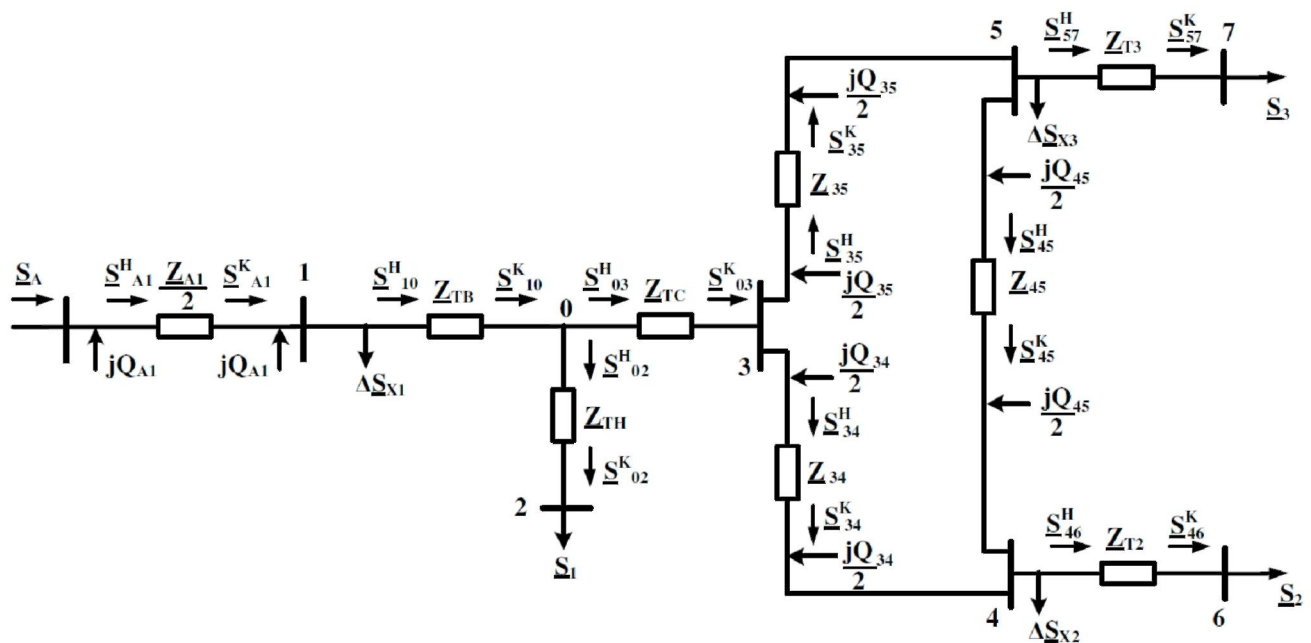 5
S^H_57
Z_T3
S^K_57
7
S_3
ΔS_X3
jQ_35
2
S^K_35
Z_35
S^H_35
jQ_35
2
jQ_45
2
S^H_45
Z_45
S^K_45
jQ_45
2
S_A
S^H_A1
Z_A1
2
S^K_A1
1
jQ_A1
jQ_A1
ΔS_X1
S^H_10
Z_TB
S^K_10
0
S^H_03
Z_TC
S^K_03
3
S^H_02
Z_TH
S^K_02
2
S_1
jQ_34
2
S^H_34
Z_34
S^K_34
jQ_34
2
4
S^H_46
Z_T2
S^K_46
6
S_2
ΔS_X2